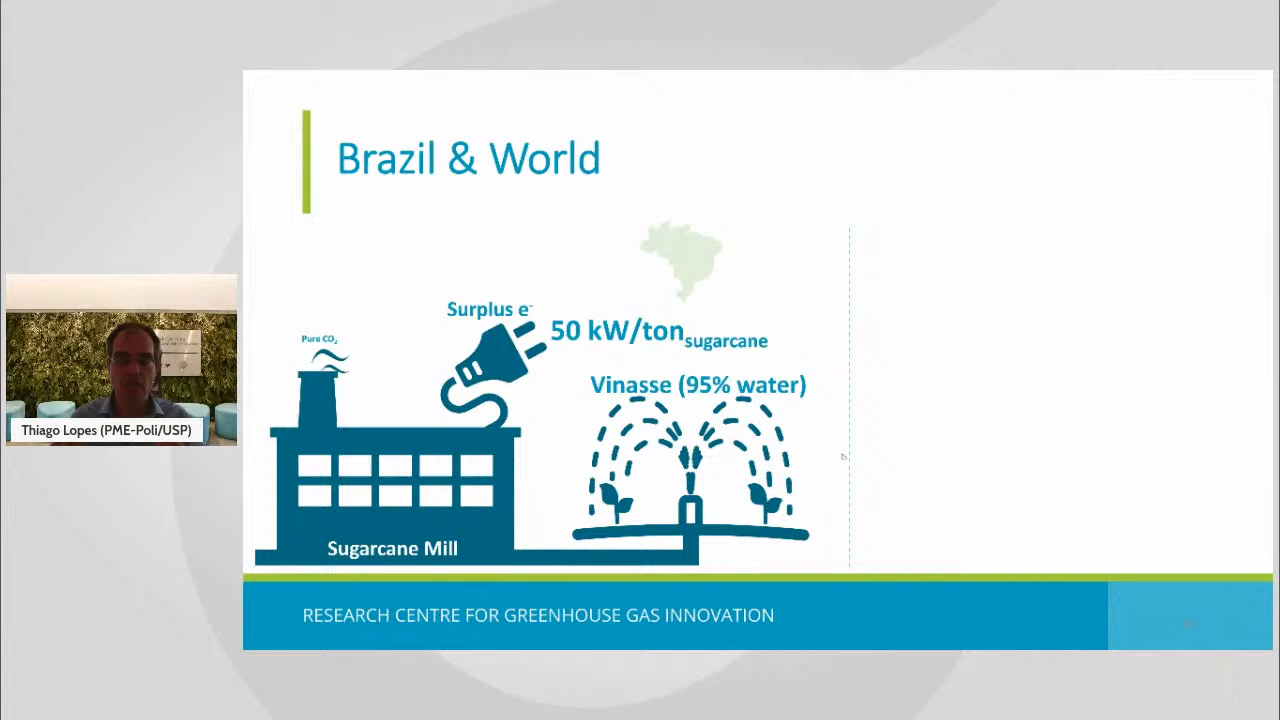 Brazil & World
Surplus e⁻
50 kW/ton sugarcane
Pure CO₂
Vinasse (95% water)
Thiago Lopes (PME-Poli/USP)
Sugarcane Mill
RESEARCH CENTRE FOR GREENHOUSE GAS INNOVATION